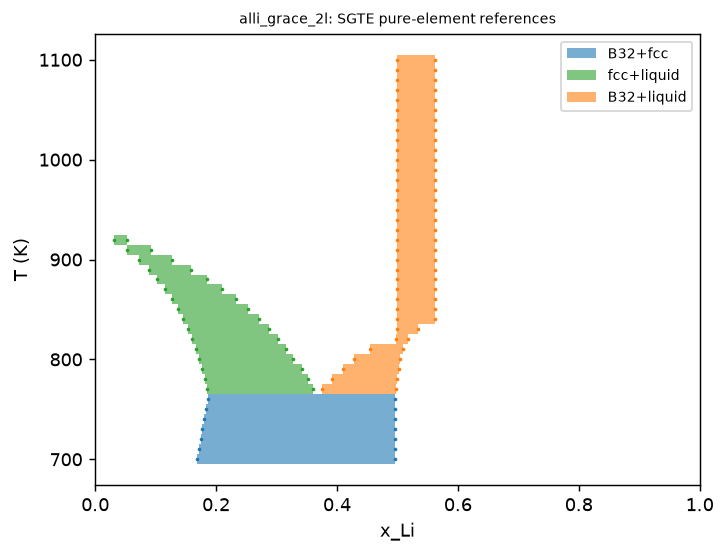 alli_grace_2l: SGTE pure-element references
T (K)
1100
1000
900
800
700
B32+fcc
fcc+liquid
B32+liquid
0.0 0.2 0.4 0.6 0.8 1.0
x_Li